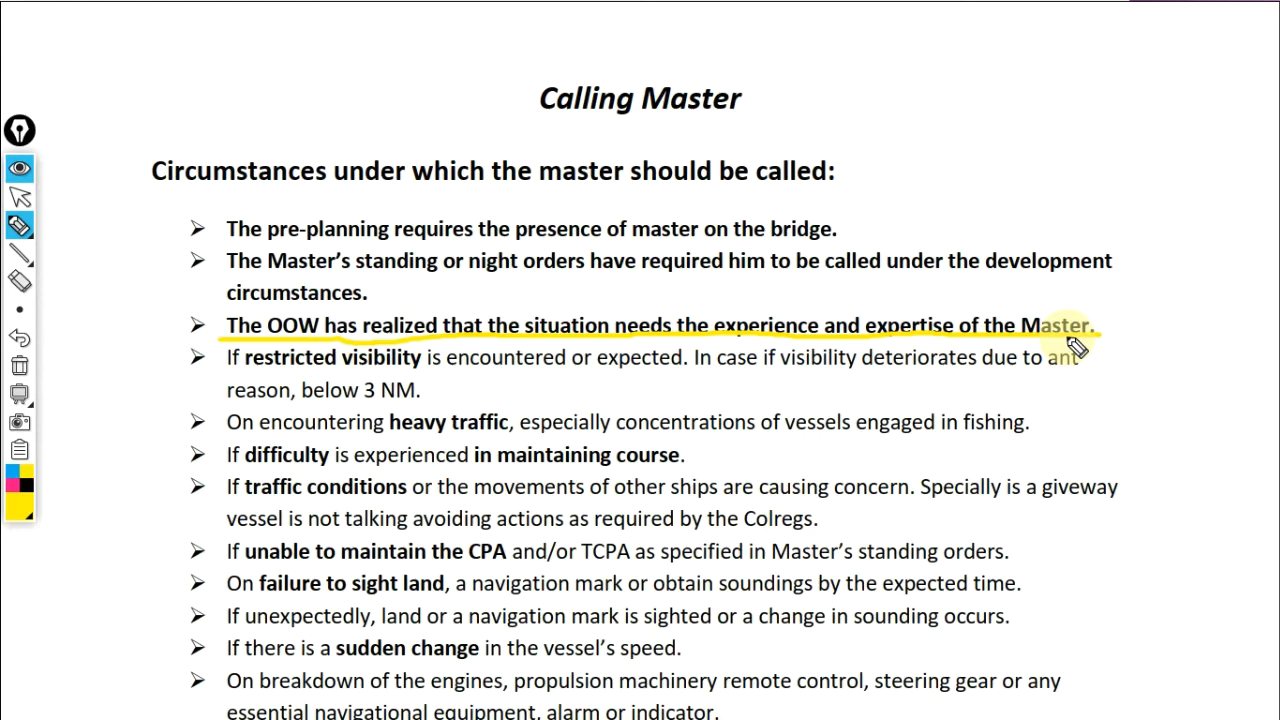 Calling Master
Circumstances under which the master should be called:
➢ The pre-planning requires the presence of master on the bridge.
➢ The Master’s standing or night orders have required him to be called under the development
circumstances.
➢ The OOW has realized that the situation needs the experience and expertise of the Master.
➢ If restricted visibility is encountered or expected. In case if visibility deteriorates due to ant
reason, below 3 NM.
➢ On encountering heavy traffic, especially concentrations of vessels engaged in fishing.
➢ If difficulty is experienced in maintaining course.
➢ If traffic conditions or the movements of other ships are causing concern. Specially is a giveway
vessel is not talking avoiding actions as required by the Colregs.
➢ If unable to maintain the CPA and/or TCPA as specified in Master’s standing orders.
➢ On failure to sight land, a navigation mark or obtain soundings by the expected time.
➢ If unexpectedly, land or a navigation mark is sighted or a change in sounding occurs.
➢ If there is a sudden change in the vessel’s speed.
➢ On breakdown of the engines, propulsion machinery remote control, steering gear or any
essential navigational equipment, alarm or indicator.